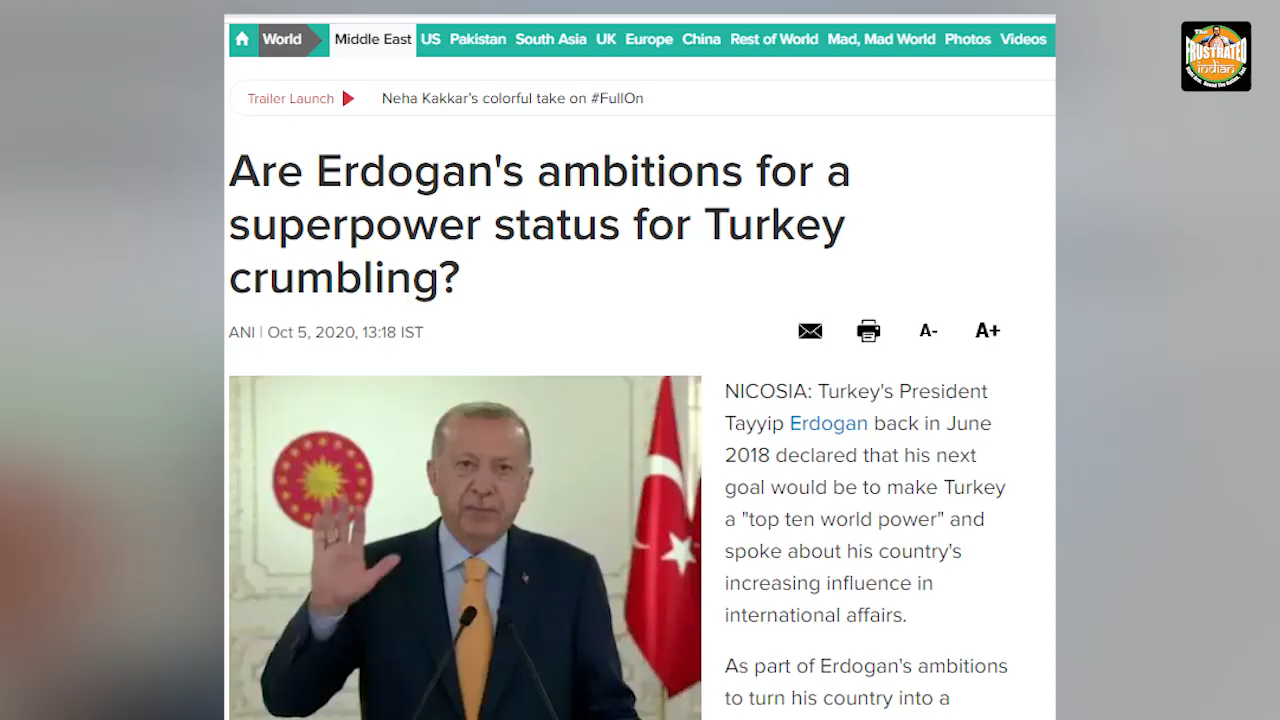 World
Middle East
US
Pakistan
South Asia
UK
Europe
China
Rest of World
Mad, Mad World
Photos
Videos
The
FRUSTRATED
indian
Trailer Launch
Neha Kakkar's colorful take on #FullOn
Are Erdogan's ambitions for a
superpower status for Turkey
crumbling?
ANI | Oct 5, 2020, 13:18 IST
A-
A+
NICOSIA: Turkey's President
Tayyip Erdogan back in June
2018 declared that his next
goal would be to make Turkey
a "top ten world power" and
spoke about his country's
increasing influence in
international affairs.
As part of Erdogan's ambitions
to turn his country into a